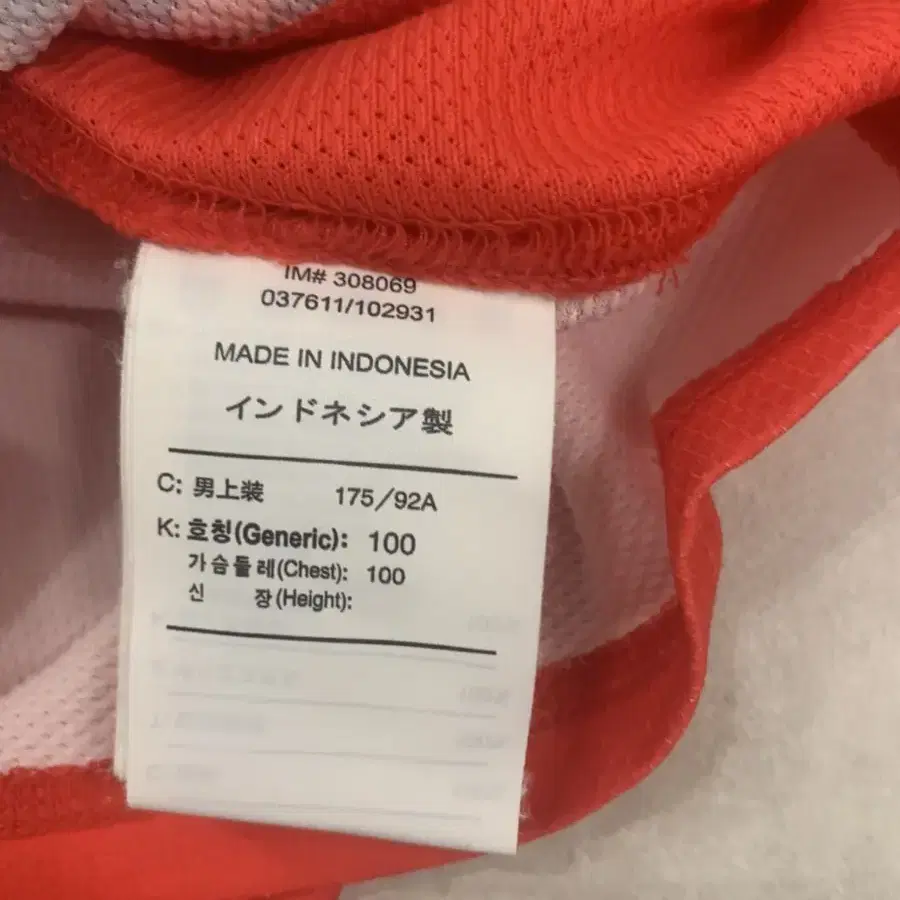 IM# 308069
037611/102931
MADE IN INDONESIA
インドネシア製
C: 男上装 175/92A
K: 호칭(Generic): 100
가슴둘레(Chest): 100
신 장(Height):